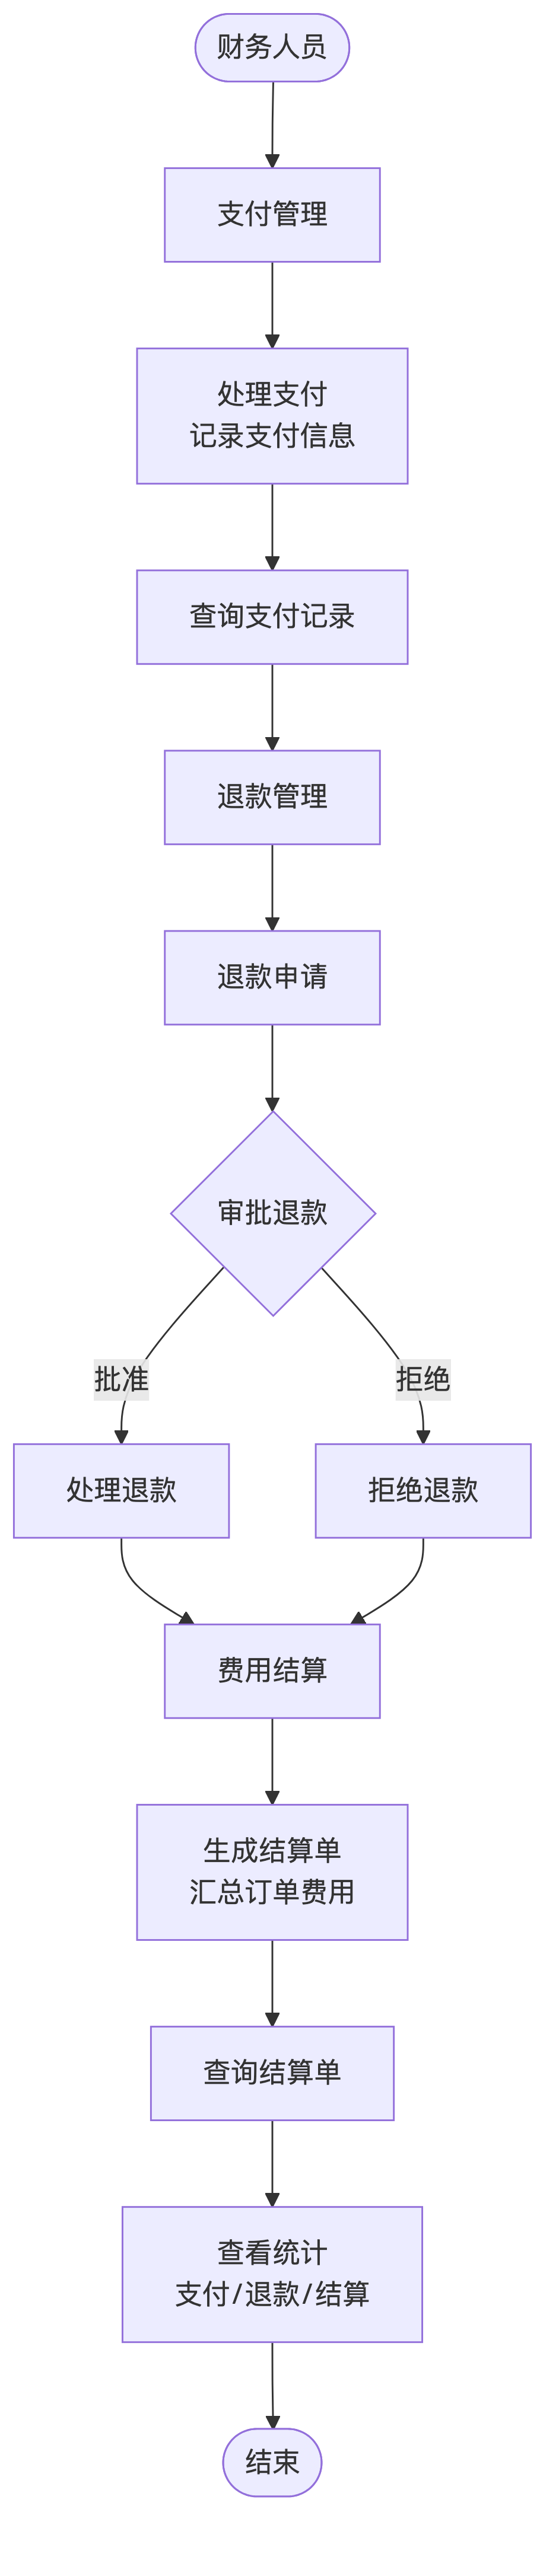 财务人员
支付管理
处理支付
记录支付信息
查询支付记录
退款管理
退款申请
审批退款
批准
拒绝
处理退款
拒绝退款
费用结算
生成结算单
汇总订单费用
查询结算单
查看统计
支付/退款/结算
结束